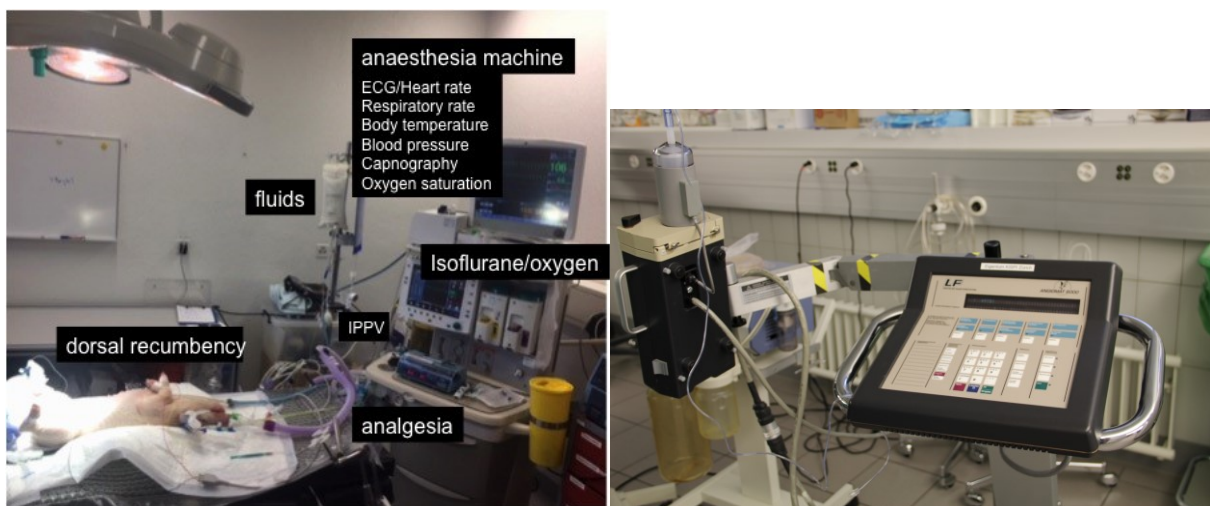 anaesthesia machine
ECG/Heart rate
Respiratory rate
Body temperature
Blood pressure
Capnography
Oxygen saturation
fluids
Isoflurane/oxygen
IPPV
dorsal recumbency
analgesia
LF